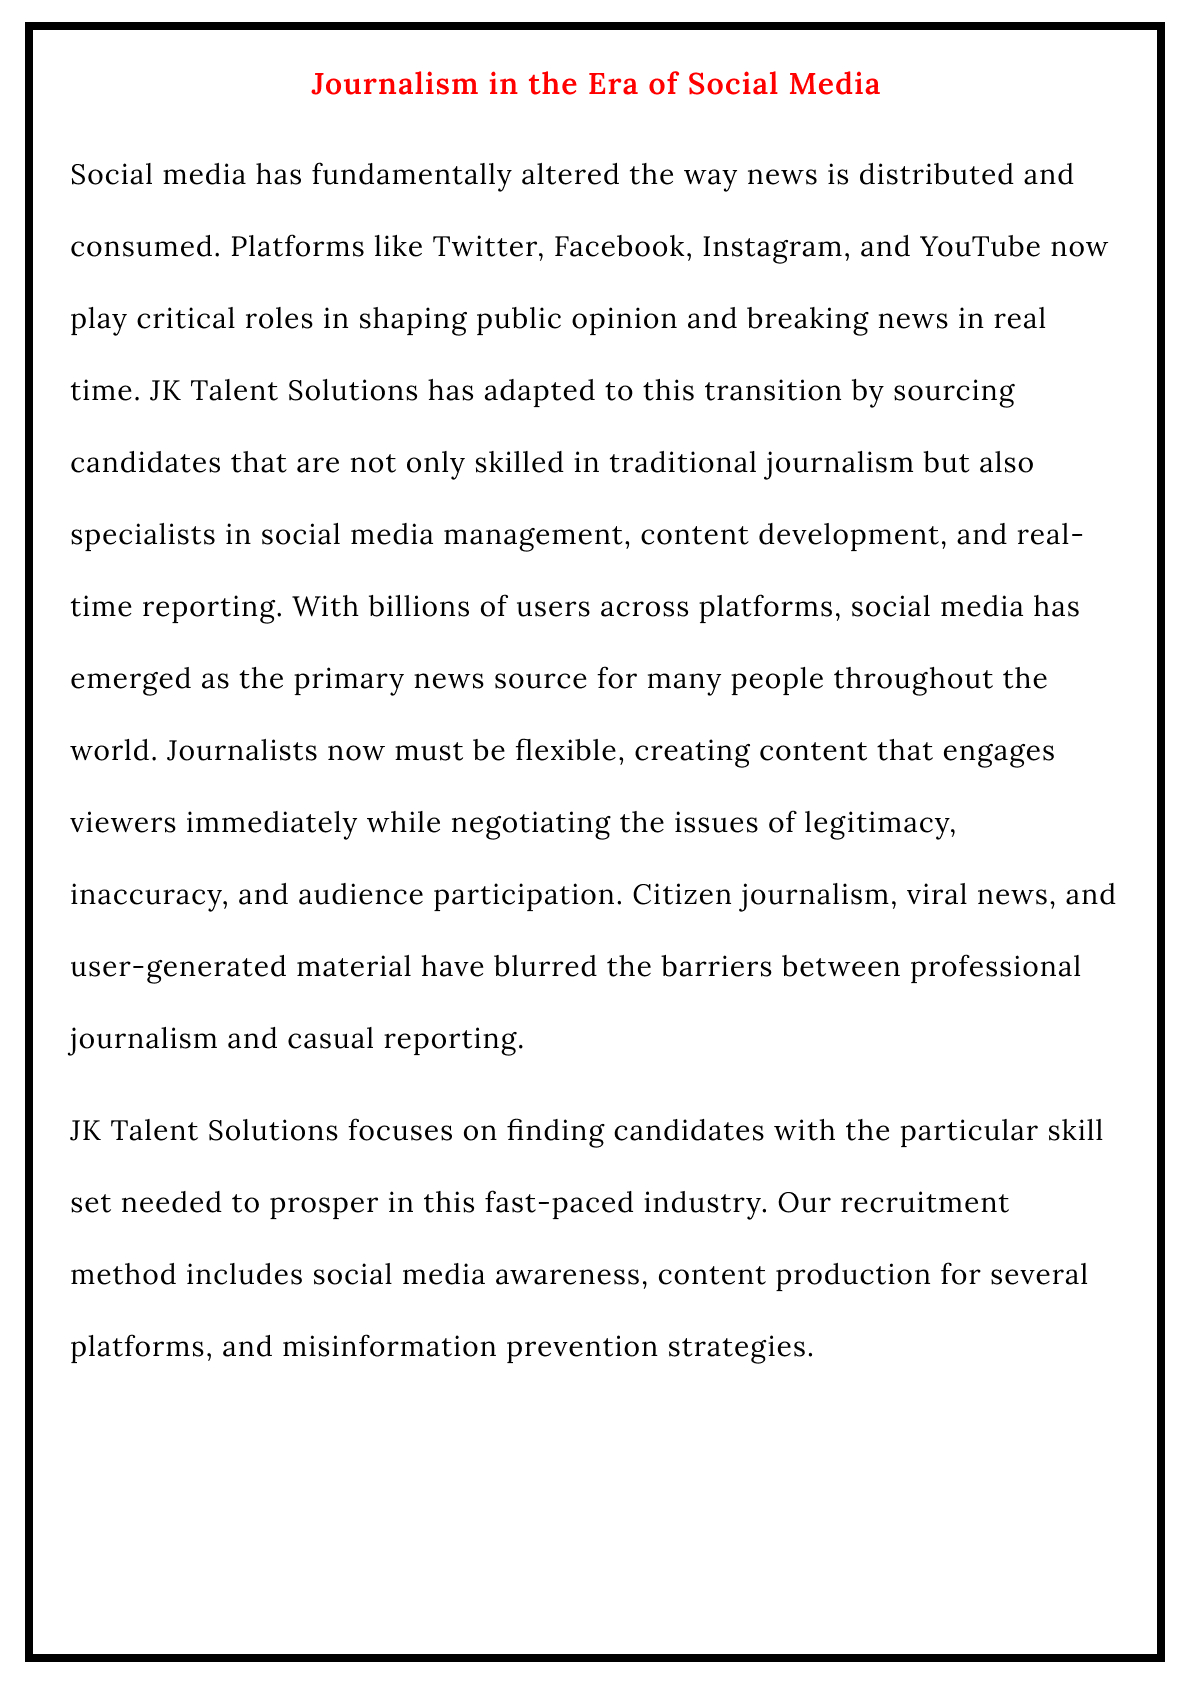 Journalism in the Era of Social Media
Social media has fundamentally altered the way news is distributed and
consumed. Platforms like Twitter, Facebook, Instagram, and YouTube now
play critical roles in shaping public opinion and breaking news in real
time. JK Talent Solutions has adapted to this transition by sourcing
candidates that are not only skilled in traditional journalism but also
specialists in social media management, content development, and real-
time reporting. With billions of users across platforms, social media has
emerged as the primary news source for many people throughout the
world. Journalists now must be flexible, creating content that engages
viewers immediately while negotiating the issues of legitimacy,
inaccuracy, and audience participation. Citizen journalism, viral news, and
user-generated material have blurred the barriers between professional
journalism and casual reporting.
JK Talent Solutions focuses on finding candidates with the particular skill
set needed to prosper in this fast-paced industry. Our recruitment
method includes social media awareness, content production for several
platforms, and misinformation prevention strategies.